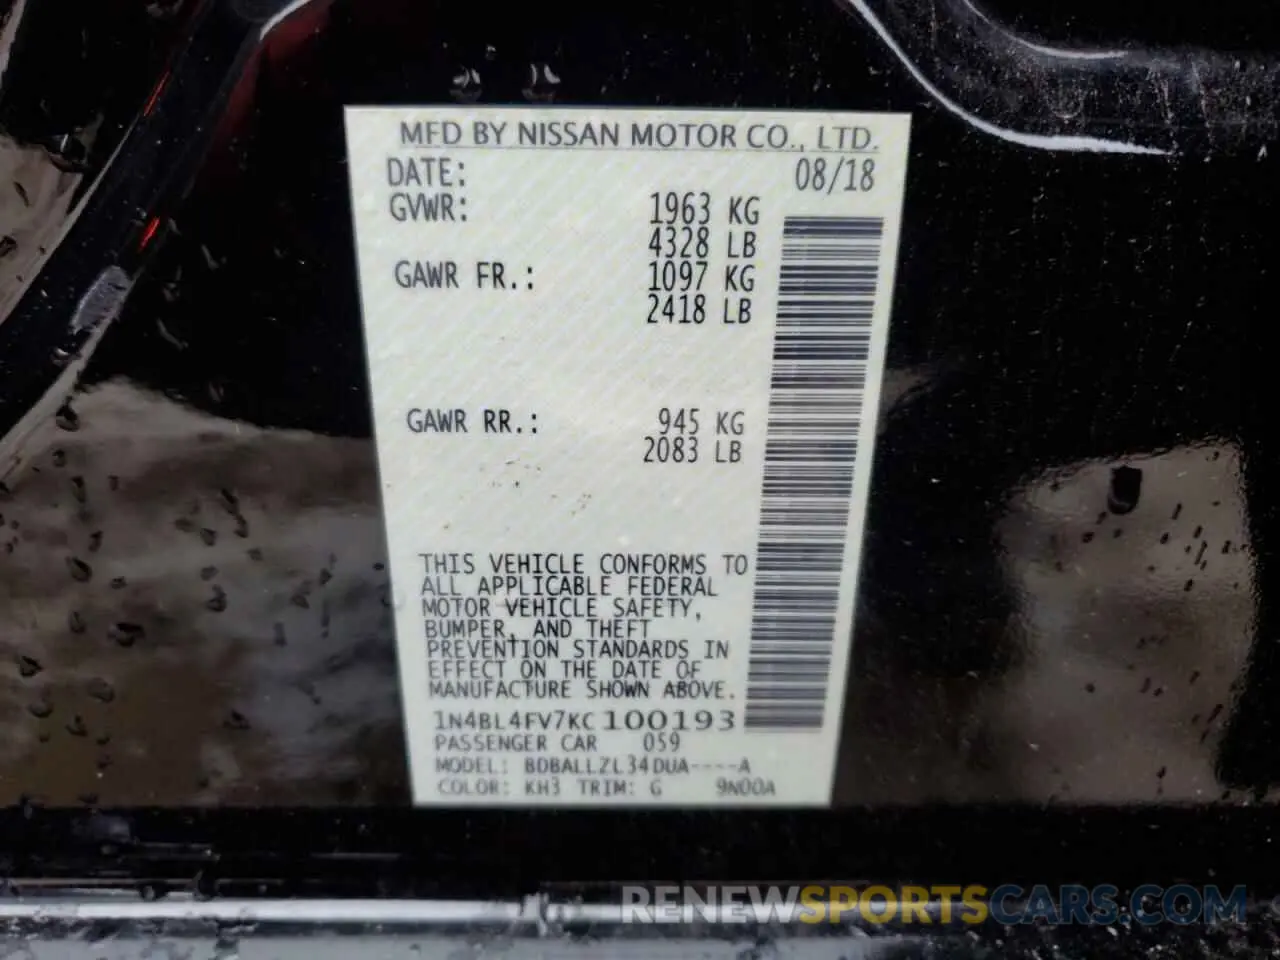 MFD BY NISSAN MOTOR CO., LTD.
DATE: 08/18
GVWR: 1963 KG
4328 LB
GAWR FR.: 1097 KG
2418 LB
GAWR RR.: 945 KG
2083 LB
THIS VEHICLE CONFORMS TO
ALL APPLICABLE FEDERAL
MOTOR VEHICLE SAFETY,
BUMPER, AND THEFT
PREVENTION STANDARDS IN
EFFECT ON THE DATE OF
MANUFACTURE SHOWN ABOVE.
1N4BL4FV7KC100193
PASSENGER CAR 059
MODEL: BDBALLZL34DUA----A
COLOR: KH3 TRIM: G 9N00A
RENEWSPORTSCARS.COM